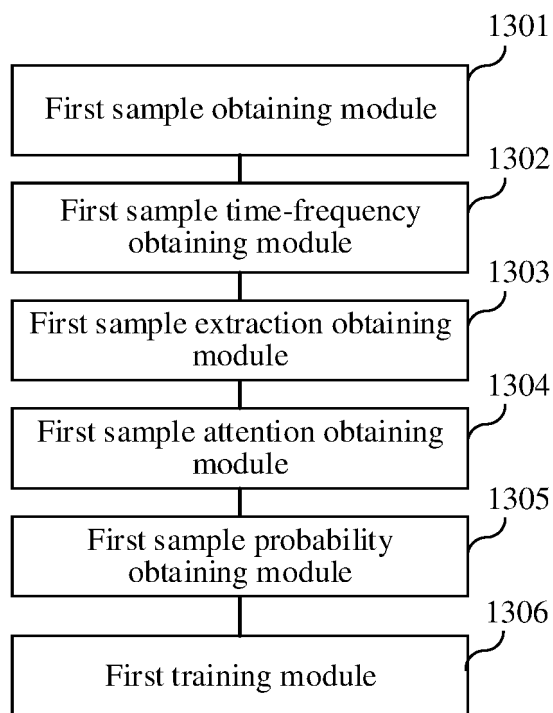 1301
First sample obtaining module
1302
First sample time-frequency
obtaining module
1303
First sample extraction obtaining
module
1304
First sample attention obtaining
module
1305
First sample probability
obtaining module
1306
First training module